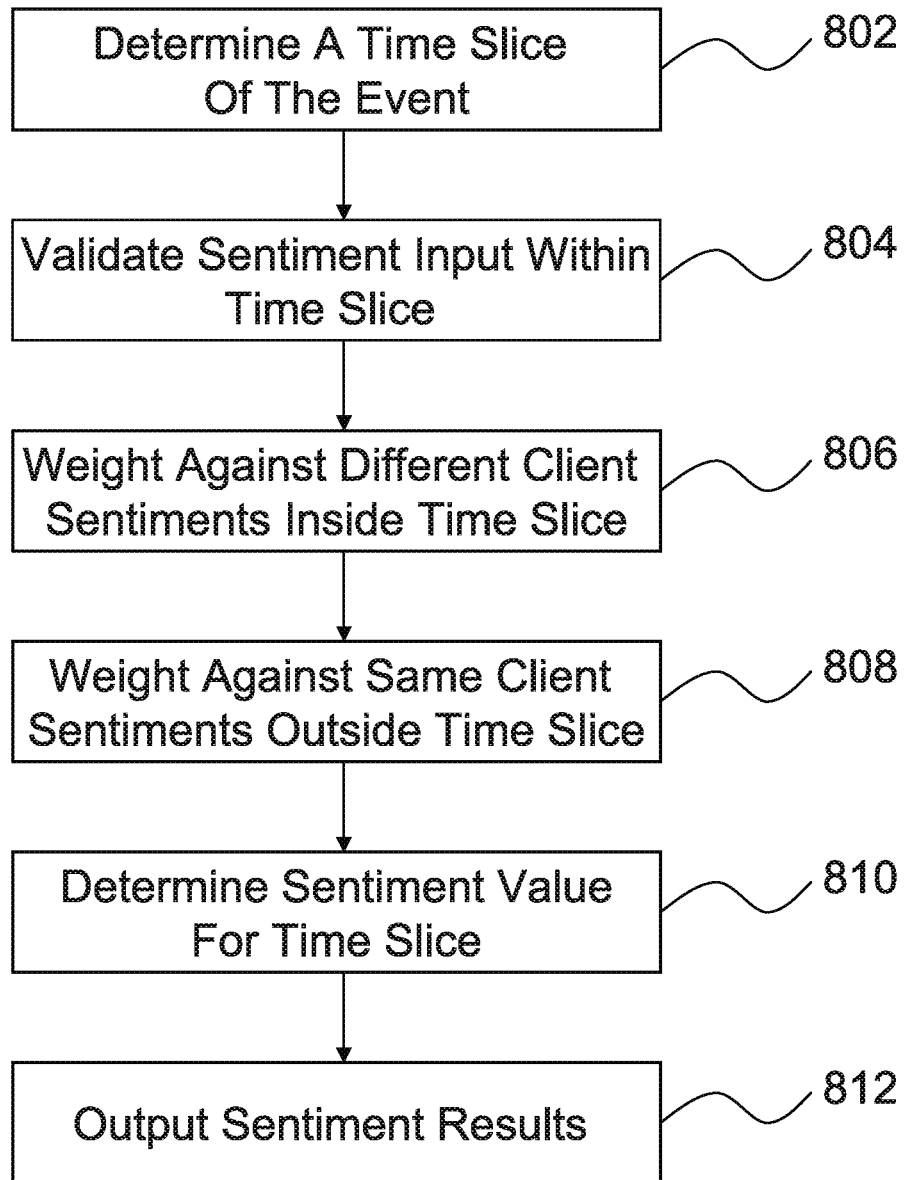 Determine A Time Slice
Of The Event
802
Validate Sentiment Input Within
Time Slice
804
Weight Against Different Client
Sentiments Inside Time Slice
806
Weight Against Same Client
Sentiments Outside Time Slice
808
Determine Sentiment Value
For Time Slice
810
Output Sentiment Results
812